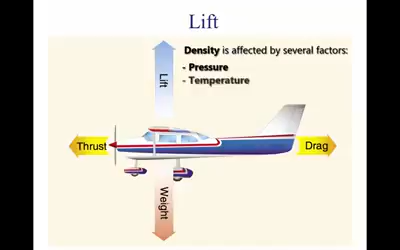 Lift
Density is affected by several factors:
- Pressure
- Temperature
Lift
Thrust
Drag
Weight